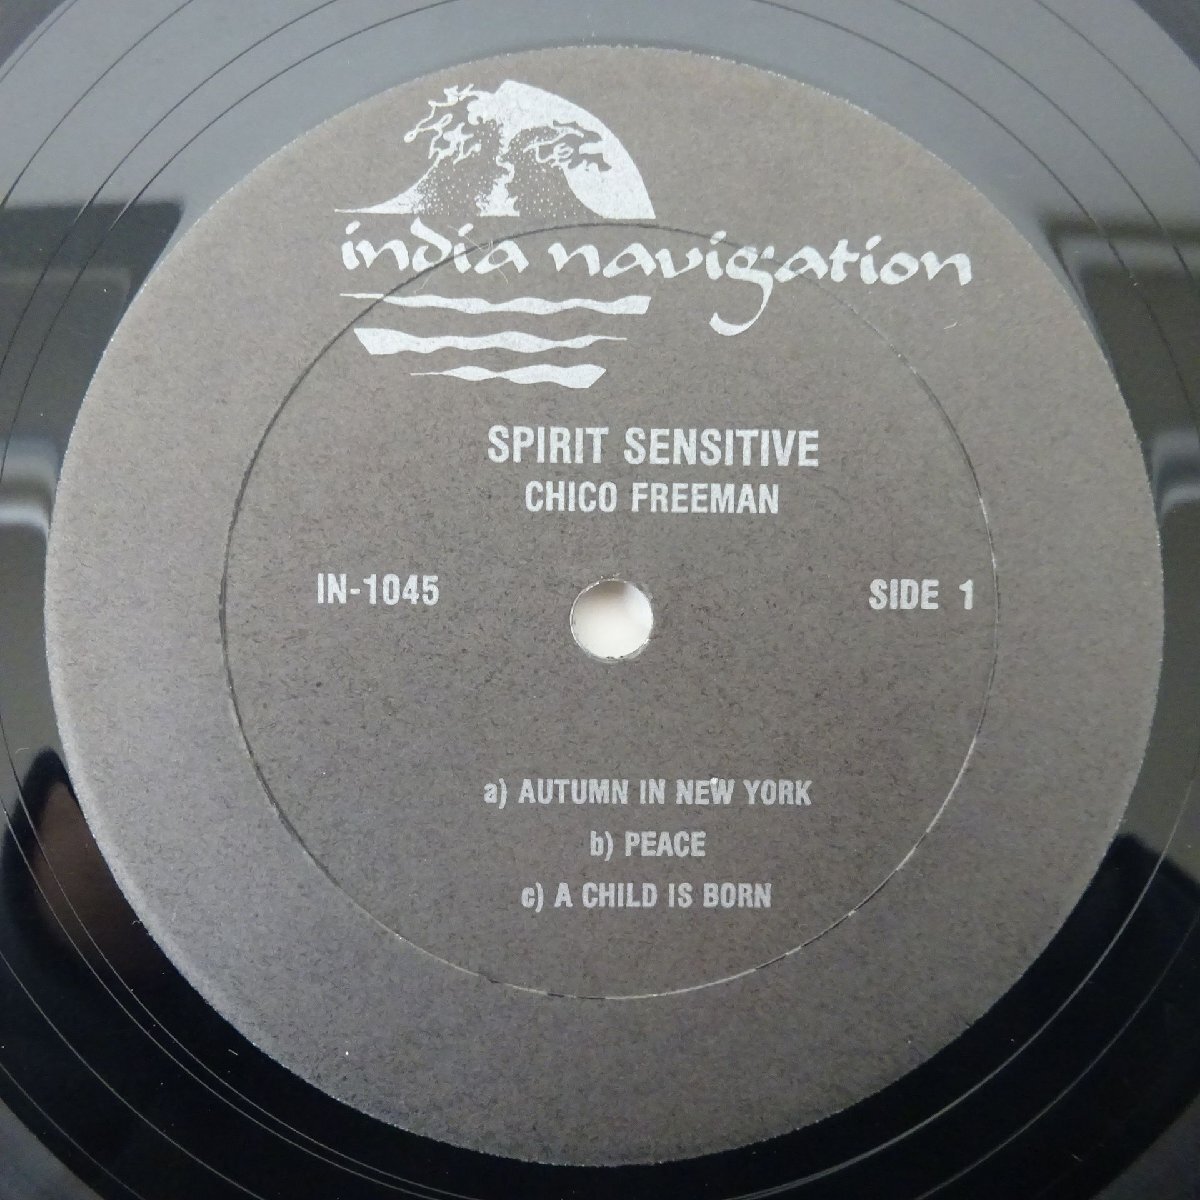 india navigation
SPIRIT SENSITIVE
CHICO FREEMAN
IN-1045
SIDE 1
a) AUTUMN IN NEW YORK
b) PEACE
c) A CHILD IS BORN